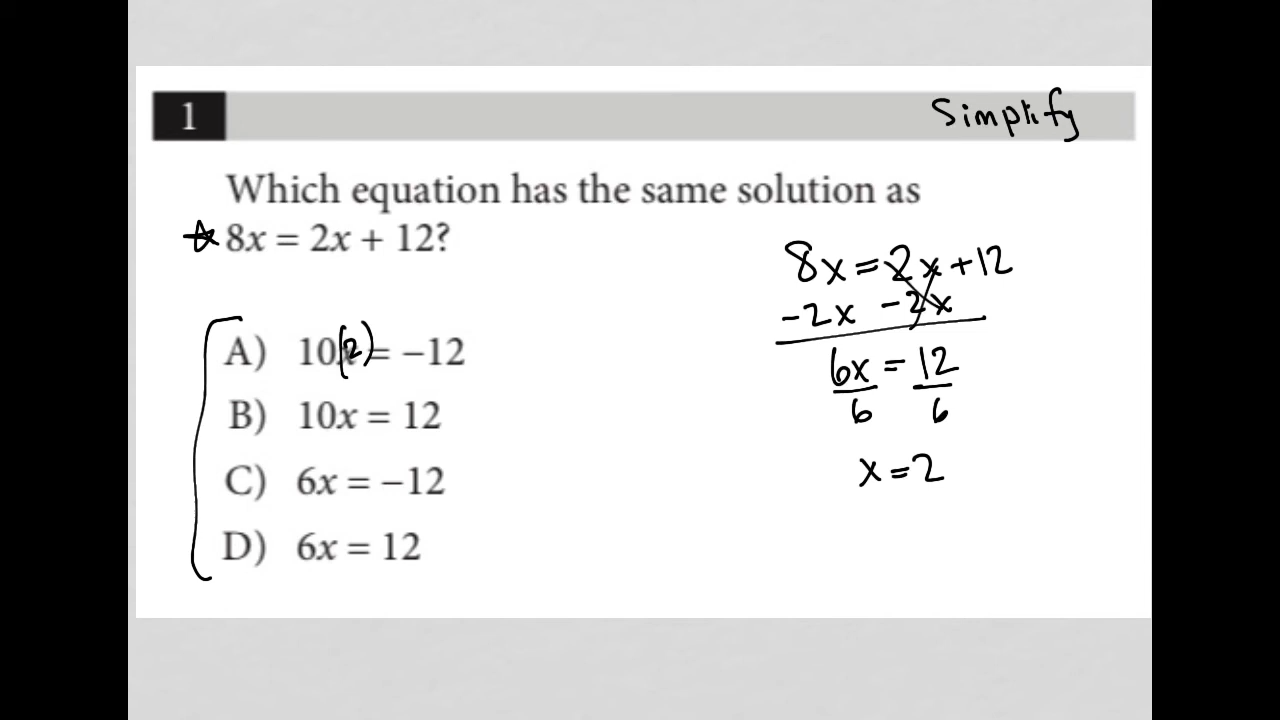 1
Simplify
Which equation has the same solution as
☆ 8x = 2x + 12?
A) 10(2) = −12
B) 10x = 12
C) 6x = −12
D) 6x = 12
8x = 2x + 12
−2x −2x
6x = 12
6 6
x = 2